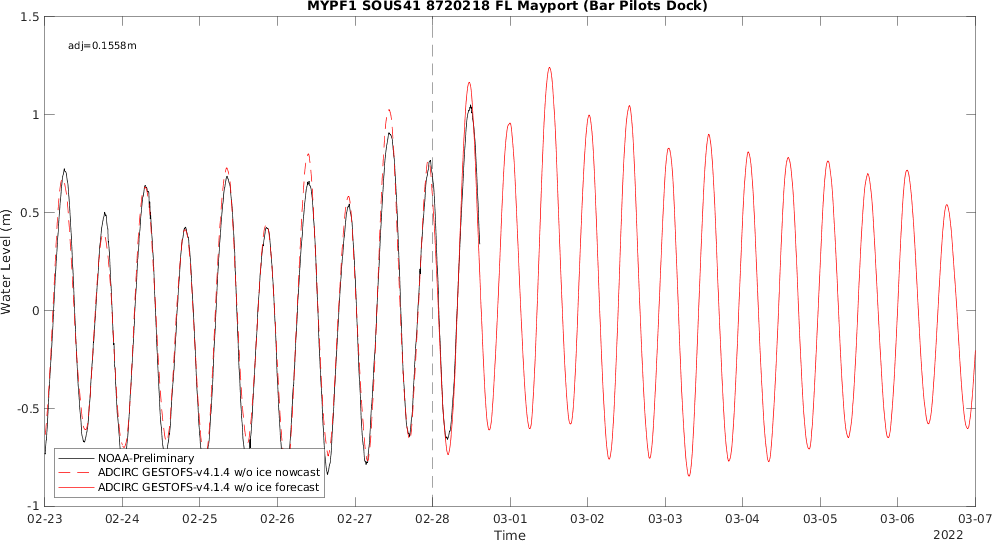 MYPF1 SOUS41 8720218 FL Mayport (Bar Pilots Dock)
adj=0.1558m
Water Level (m)
1.5
1
0.5
0
-0.5
-1
NOAA-Preliminary
ADCIRC GESTOFS-v4.1.4 w/o ice nowcast
ADCIRC GESTOFS-v4.1.4 w/o ice forecast
02-23 02-24 02-25 02-26 02-27 02-28 03-01 03-02 03-03 03-04 03-05 03-06 03-07
Time
2022